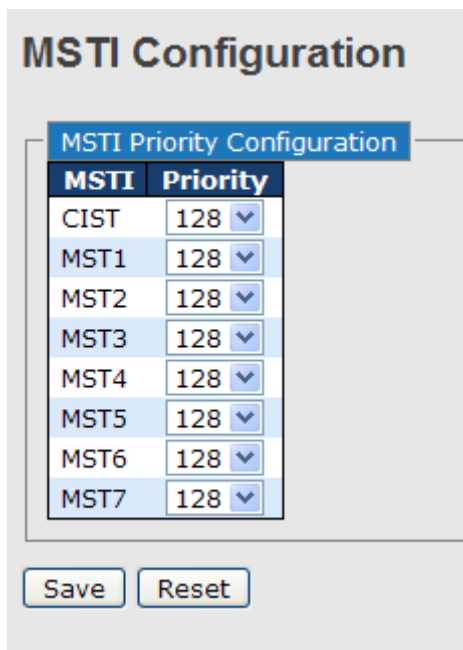 MSTI Configuration
MSTI Priority Configuration
MSTI Priority
CIST 128
MST1 128
MST2 128
MST3 128
MST4 128
MST5 128
MST6 128
MST7 128
Save Reset